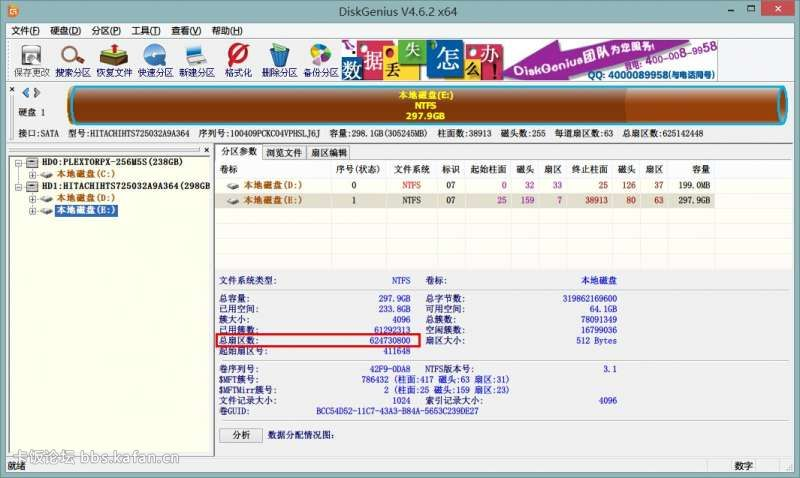 DiskGenius V4.6.2 x64
文件(F) 硬盘(D) 分区(P) 工具(T) 查看(V) 帮助(H)
保存更改 搜索分区 恢复文件 快速分区 新建分区 格式化 删除分区 备份分区
数据丢失怎么办!
DiskGenius团队为您服务!
电话: 400-008-9958
QQ: 4000089958(与电话同号)
硬盘 1
本地磁盘(E:)
NTFS
297.9GB
接口:SATA 型号:HITACHIHTS725032A9A364 序列号:100409PCKC04VPHSLJ6J 容量:298.1GB(305245MB) 柱面数:38913 磁头数:255 每道扇区数:63 总扇区数:625142448
HD0:PLEXTORPX-256M5S(238GB)
本地磁盘(C:)
HD1:HITACHIHTS725032A9A364(298GB
本地磁盘(D:)
本地磁盘(E:)
分区参数 浏览文件 扇区编辑
卷标 序号(状态) 文件系统 标识 起始柱面 磁头 扇区 终止柱面 磁头 扇区 容量
本地磁盘(D:) 0 NTFS 07 0 32 33 25 126 37 199.0MB
本地磁盘(E:) 1 NTFS 07 25 159 7 38913 80 63 297.9GB
文件系统类型: NTFS 卷标: 本地磁盘
总容量: 297.9GB 总字节数: 319862169600
已用空间: 233.8GB 可用空间: 64.1GB
簇大小: 4096 总簇数: 78091349
已用簇数: 61292313 空闲簇数: 16799036
总扇区数: 624730800 扇区大小: 512 Bytes
起始扇区号: 411648
卷序列号: 42F9-0DA8 NTFS版本号: 3.1
$MFT簇号: 786432 (柱面:417 磁头:63 扇区:31)
$MFTMirr簇号: 2 (柱面:25 磁头:159 扇区:23)
文件记录大小: 1024 索引记录大小: 4096
卷GUID: BCC54D52-11C7-43A3-B84A-5653C239DE27
分析 数据分配情况图:
卡饭论坛 bbs.kafan.cn
就绪 数字